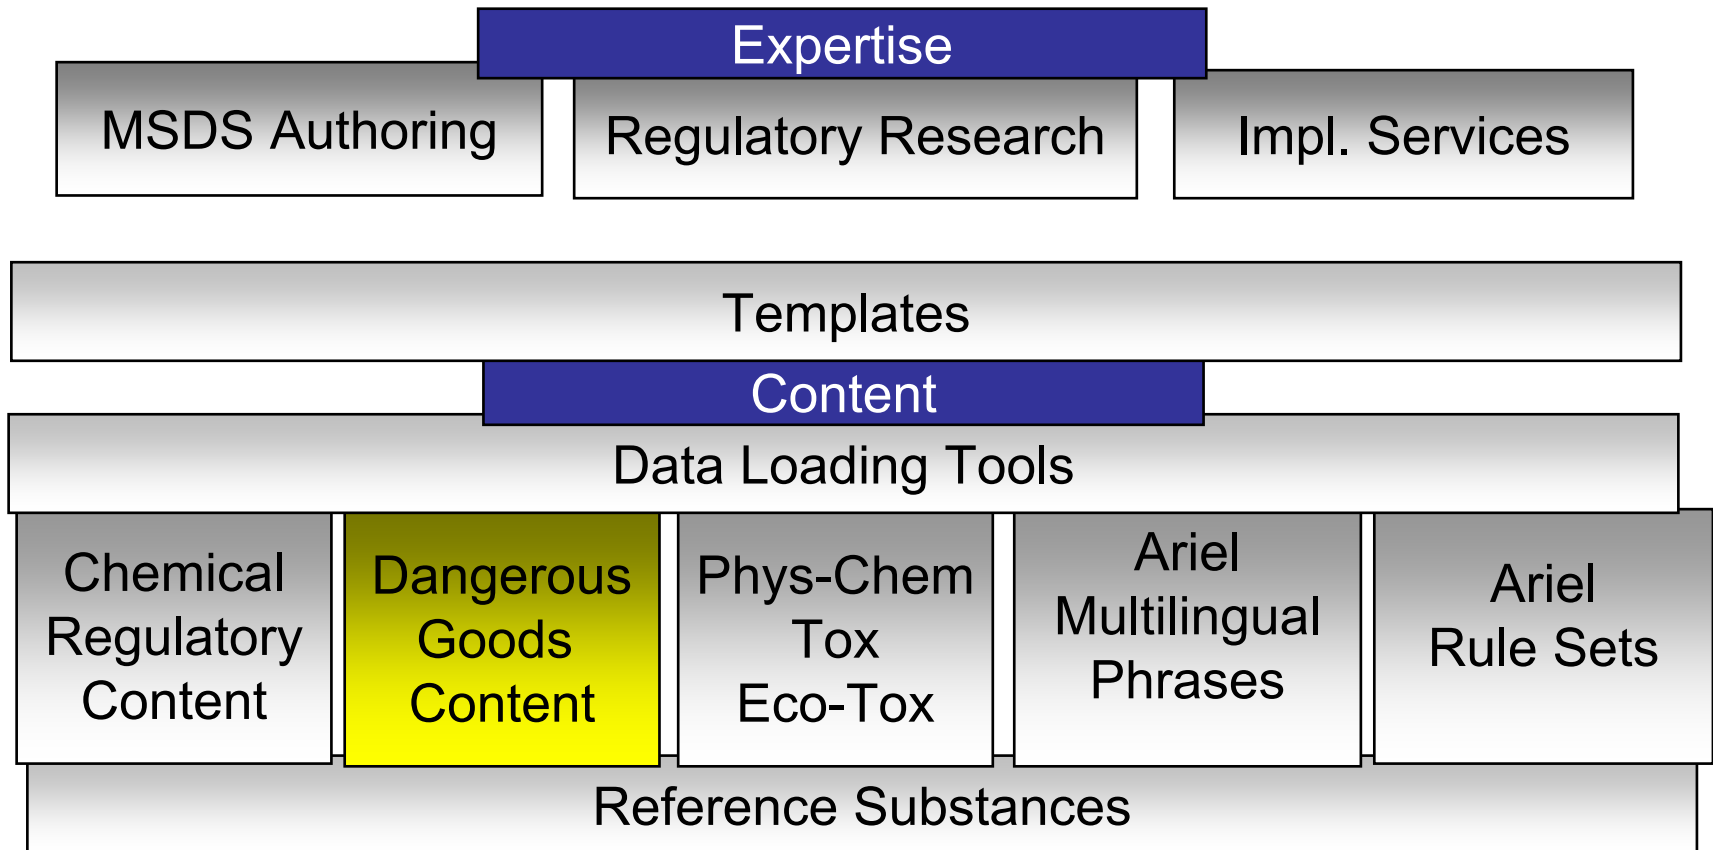 Expertise
MSDS Authoring
Regulatory Research
Impl. Services
Templates
Content
Data Loading Tools
Chemical
Regulatory
Content
Dangerous
Goods
Content
Phys-Chem
Tox
Eco-Tox
Ariel
Multilingual
Phrases
Ariel
Rule Sets
Reference Substances